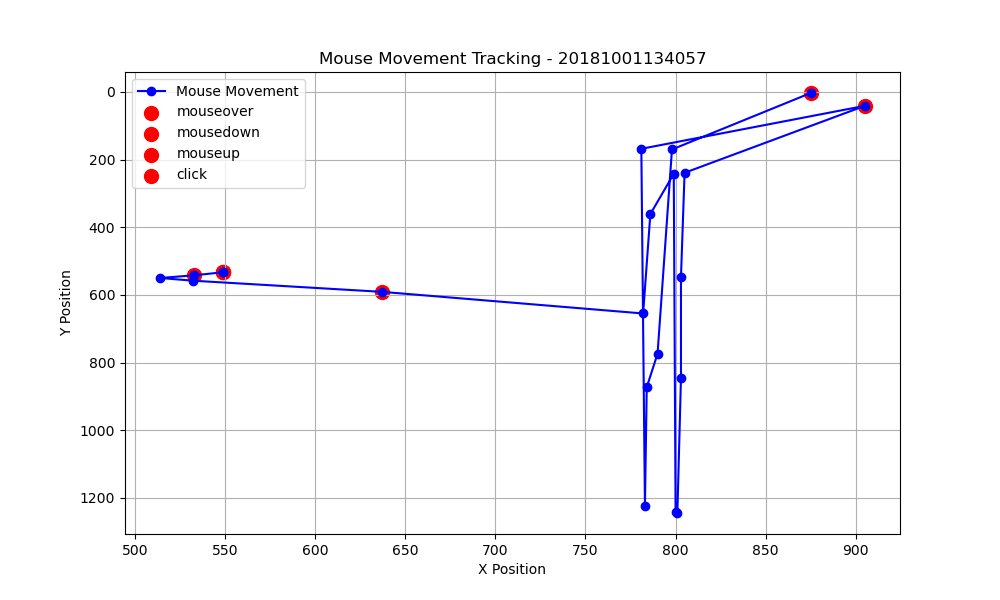 Mouse Movement Tracking - 20181001134057
Mouse Movement
mouseover
mousedown
mouseup
click
0
200
400
600
800
1000
1200
Y Position
500 550 600 650 700 750 800 850 900
X Position